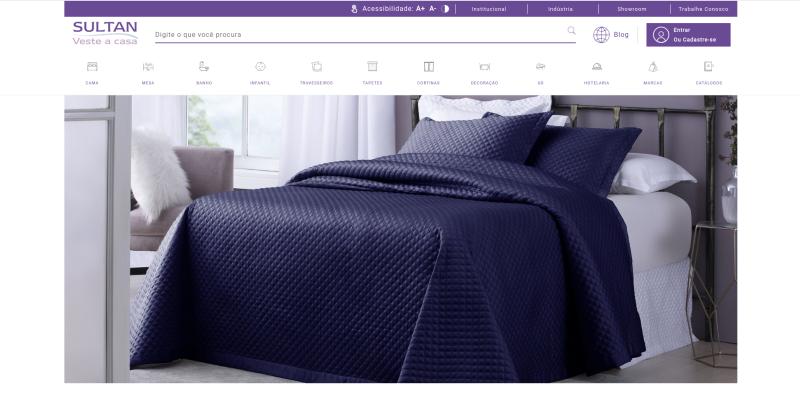 Acessibilidade: A+ A-
Institucional
Indústria
Showroom
Trabalhe Conosco
SULTAN
Veste a casa
Digite o que você procura
Blog
Entrar
Ou Cadastre-se
CAMA
MESA
BANHO
INFANTIL
TRAVESSEIROS
TAPETES
CORTINAS
DECORAÇÃO
HOTELARIA
MARCAS
CATÁLOGOS